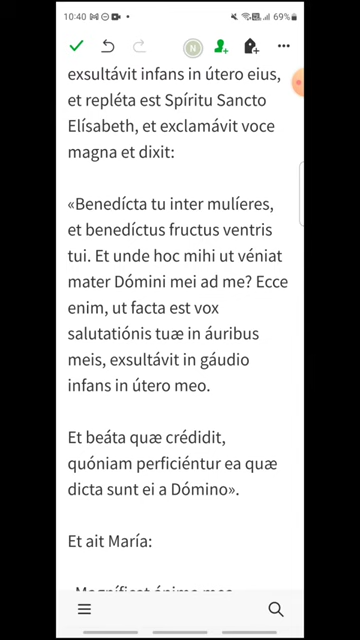 10:40
69%
N
exsultávit infans in útero eius,
et repléta est Spíritu Sancto
Elísabeth, et exclamávit voce
magna et dixit:
«Benedícta tu inter mulíeres,
et benedíctus fructus ventris
tui. Et unde hoc mihi ut véniat
mater Dómini mei ad me? Ecce
enim, ut facta est vox
salutatiónis tuæ in áuribus
meis, exsultávit in gáudio
infans in útero meo.
Et beáta quæ crédidit,
quóniam perficiéntur ea quæ
dicta sunt ei a Dómino».
Et ait María: